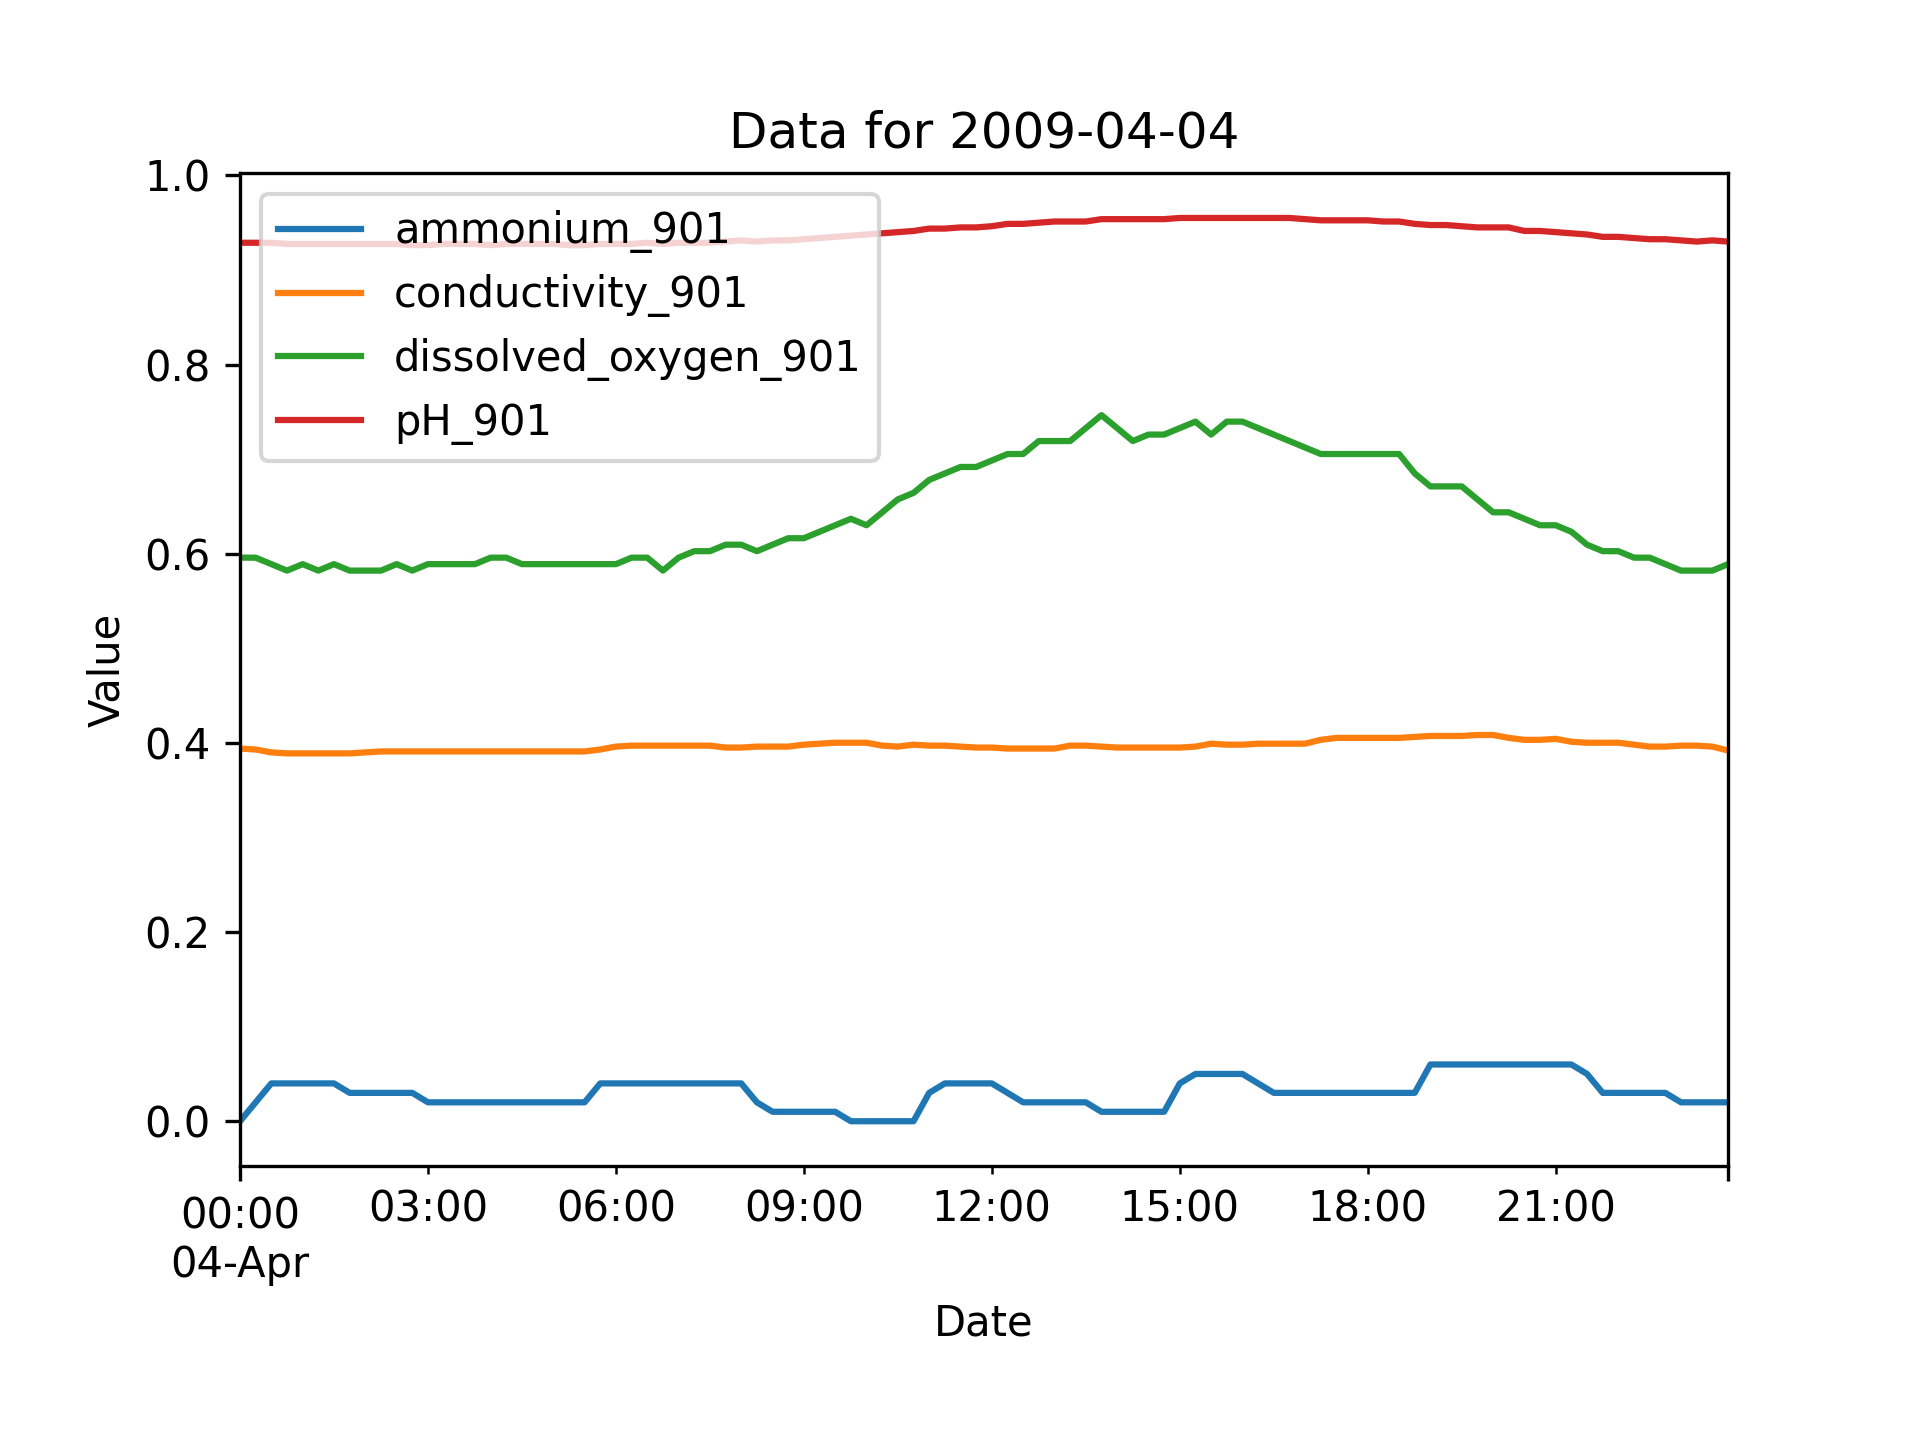 Data for 2009-04-04
1.0
0.8
0.6
0.4
0.2
0.0
Value
ammonium_901
conductivity_901
dissolved_oxygen_901
pH_901
00:00 03:00 06:00 09:00 12:00 15:00 18:00 21:00
04-Apr
Date